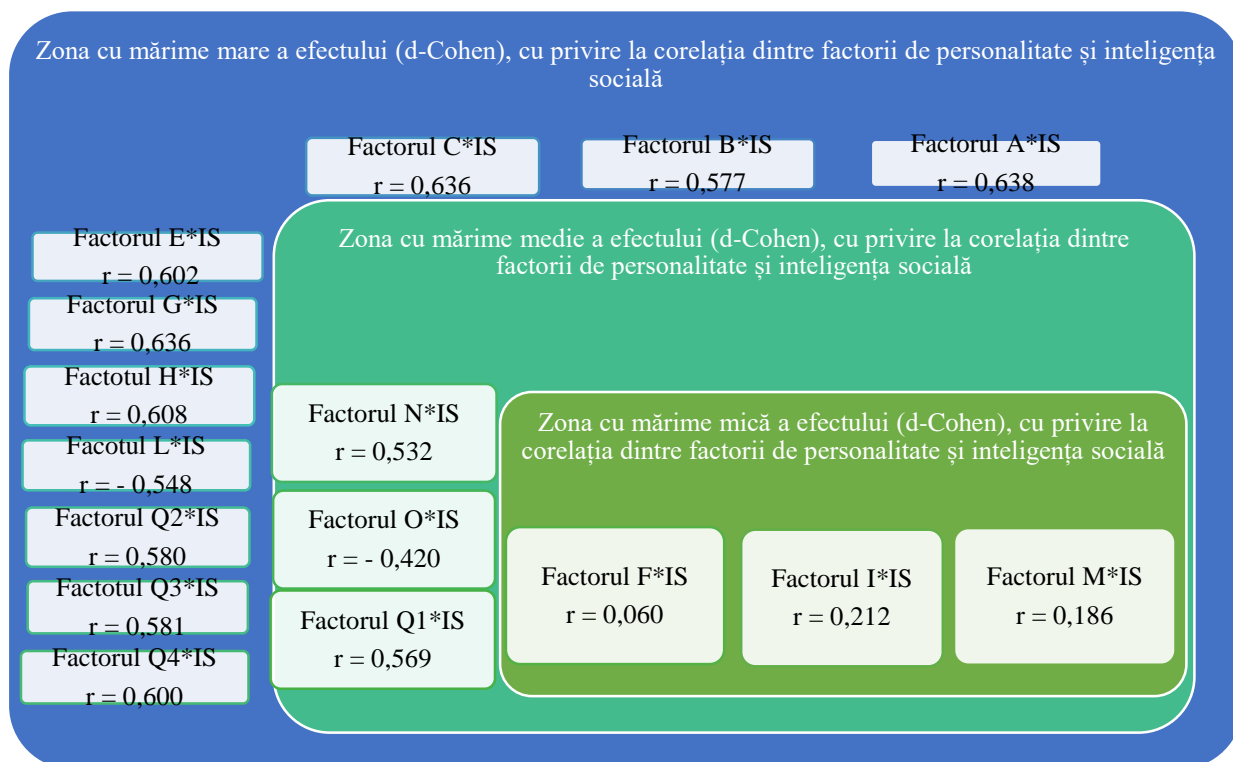 Zona cu mărime mare a efectului (d-Cohen), cu privire la corelația dintre factorii de personalitate și inteligența
socială
Factorul C*IS
r = 0,636
Factorul B*IS
r = 0,577
Factorul A*IS
r = 0,638
Factorul E*IS
r = 0,602
Factorul G*IS
r = 0,636
Factotul H*IS
r = 0,608
Facotul L*IS
r = - 0,548
Factorul Q2*IS
r = 0,580
Factotul Q3*IS
r = 0,581
Factorul Q4*IS
r = 0,600
Zona cu mărime medie a efectului (d-Cohen), cu privire la corelația dintre
factorii de personalitate și inteligența socială
Factorul N*IS
r = 0,532
Factorul O*IS
r = - 0,420
Factorul Q1*IS
r = 0,569
Zona cu mărime mică a efectului (d-Cohen), cu privire la
corelația dintre factorii de personalitate și inteligența socială
Factorul F*IS
r = 0,060
Factorul I*IS
r = 0,212
Factorul M*IS
r = 0,186